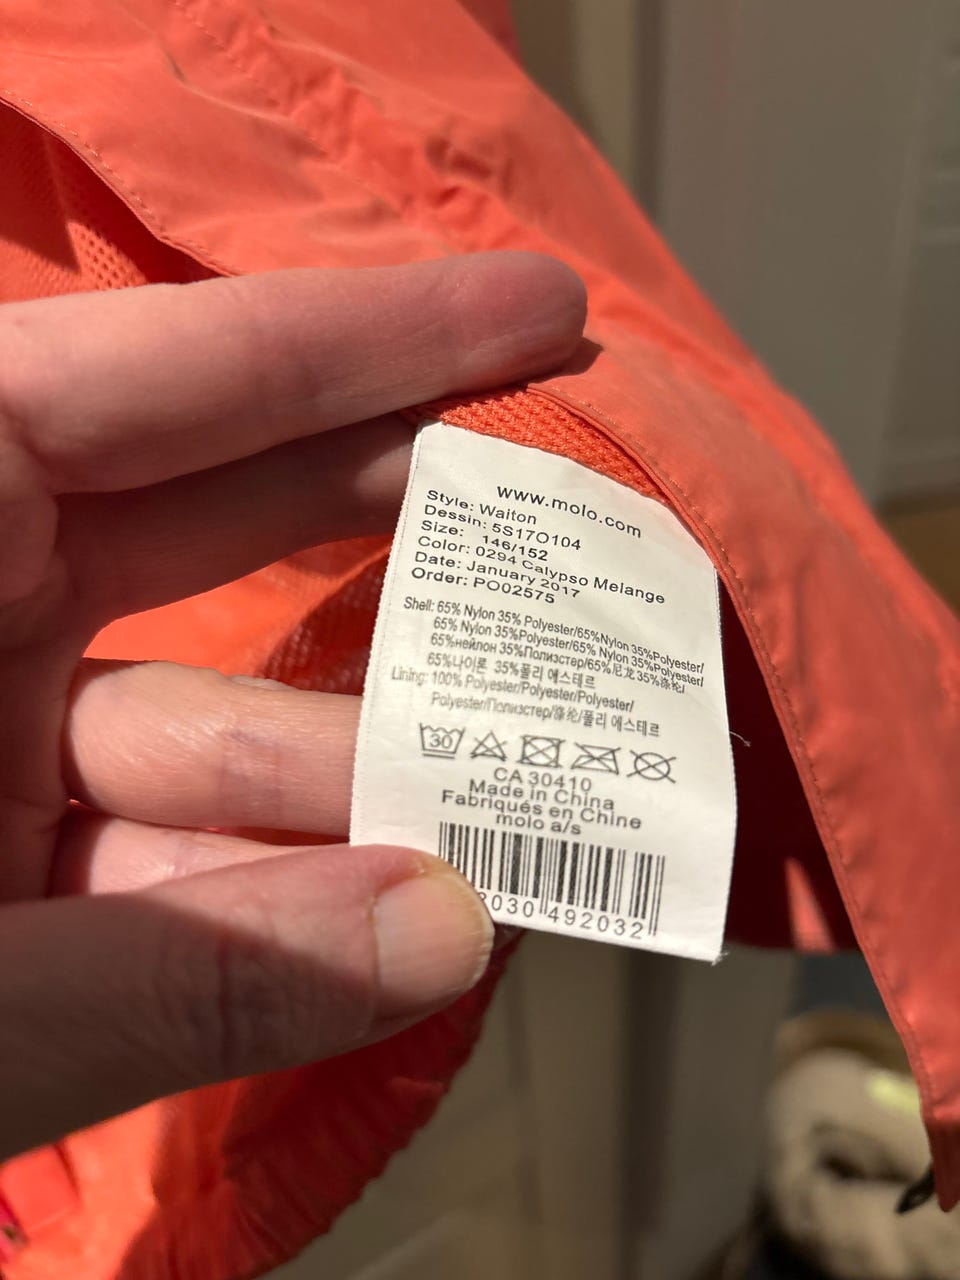 www.molo.com
Style: Waiton
Dessin: 5S17O104
Size: 146/152
Color: 0294 Calypso Melange
Date: January 2017
Order: PO02575
Shell: 65% Nylon 35% Polyester/65%Nylon 35%Polyester/
65% Nylon 35%Polyester/65% Nylon 35%Polyester/
65%нейлон 35%Полиэстер/65%尼龙 35%涤纶/
65%나이론 35%폴리 에스테르
Lining: 100% Polyester/Polyester/Polyester/
Polyester/Полиэстер/涤纶/폴리 에스테르
30
CA 30410
Made in China
Fabriqués en Chine
molo a/s
030 492032